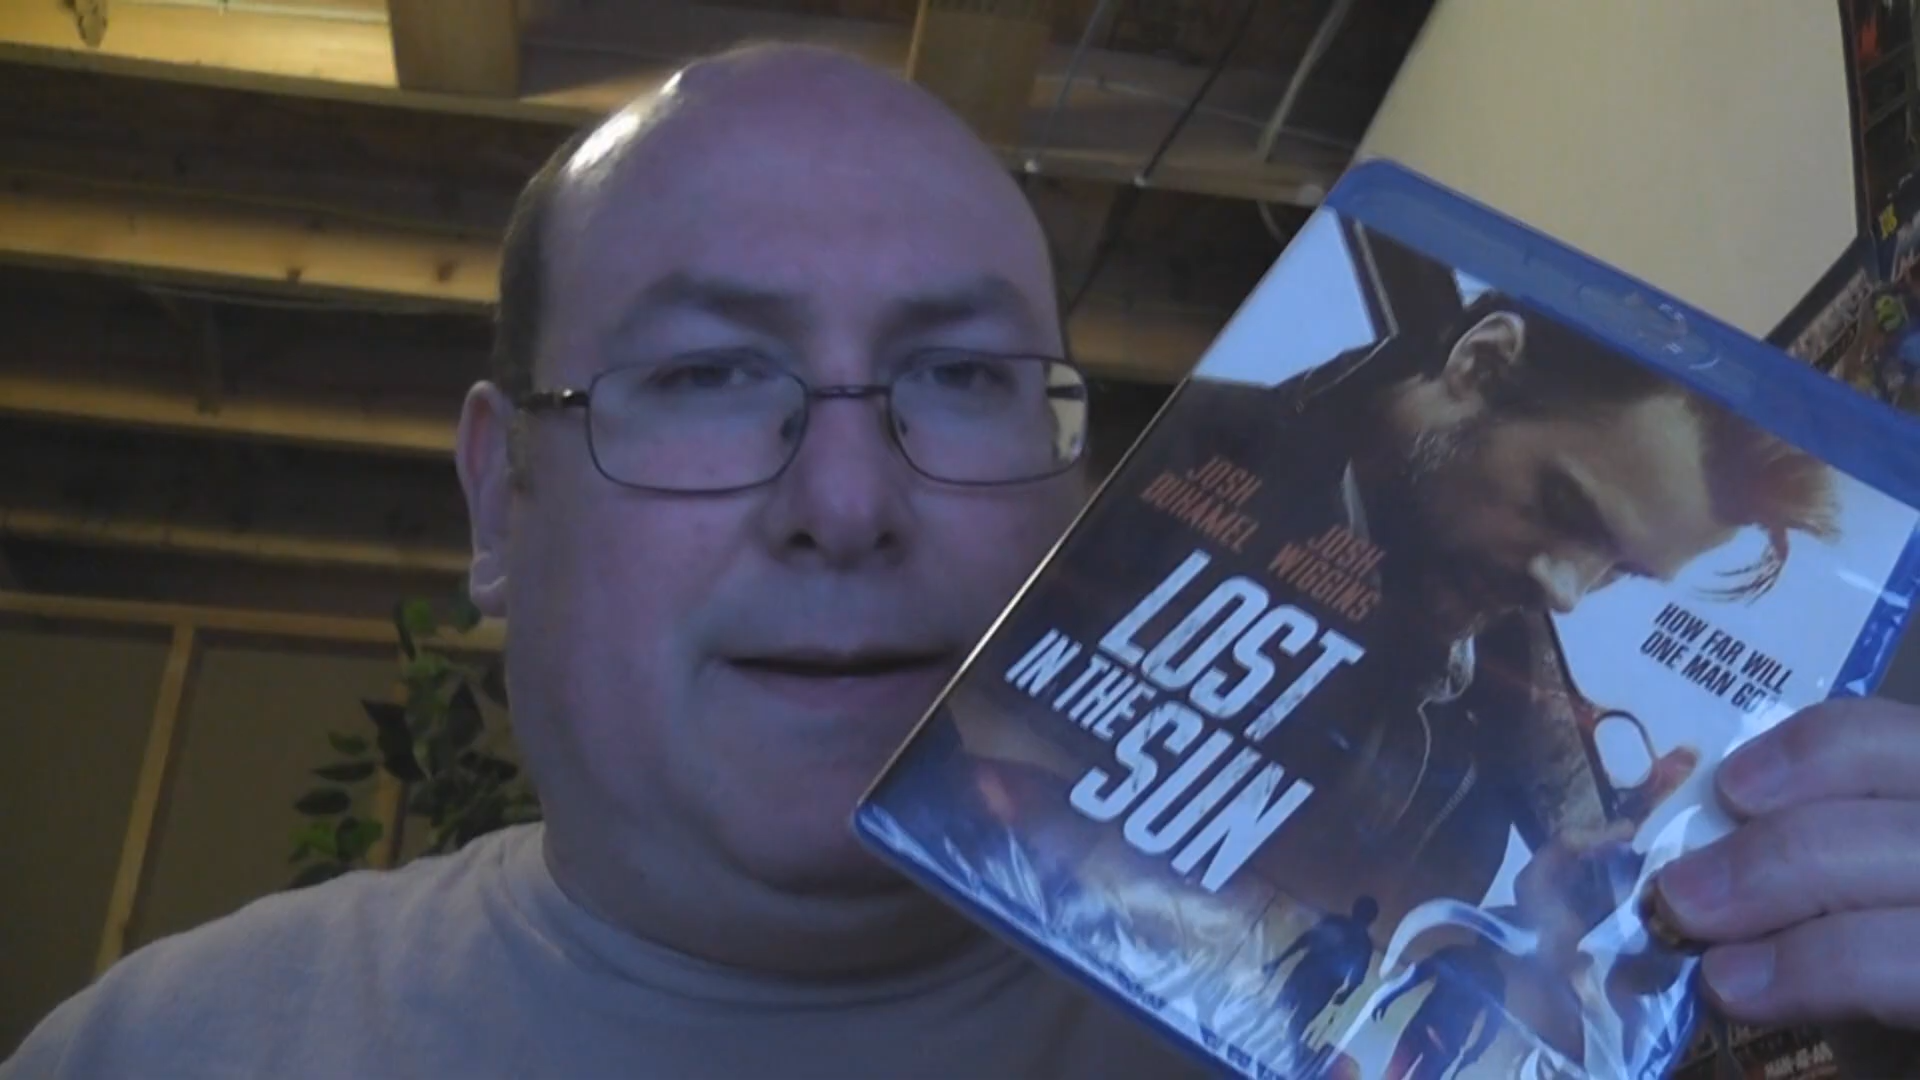 JOSH
DUHAMEL
JOSH
WIGGINS
LOST
IN THE
SUN
HOW FAR WILL
ONE MAN GO?